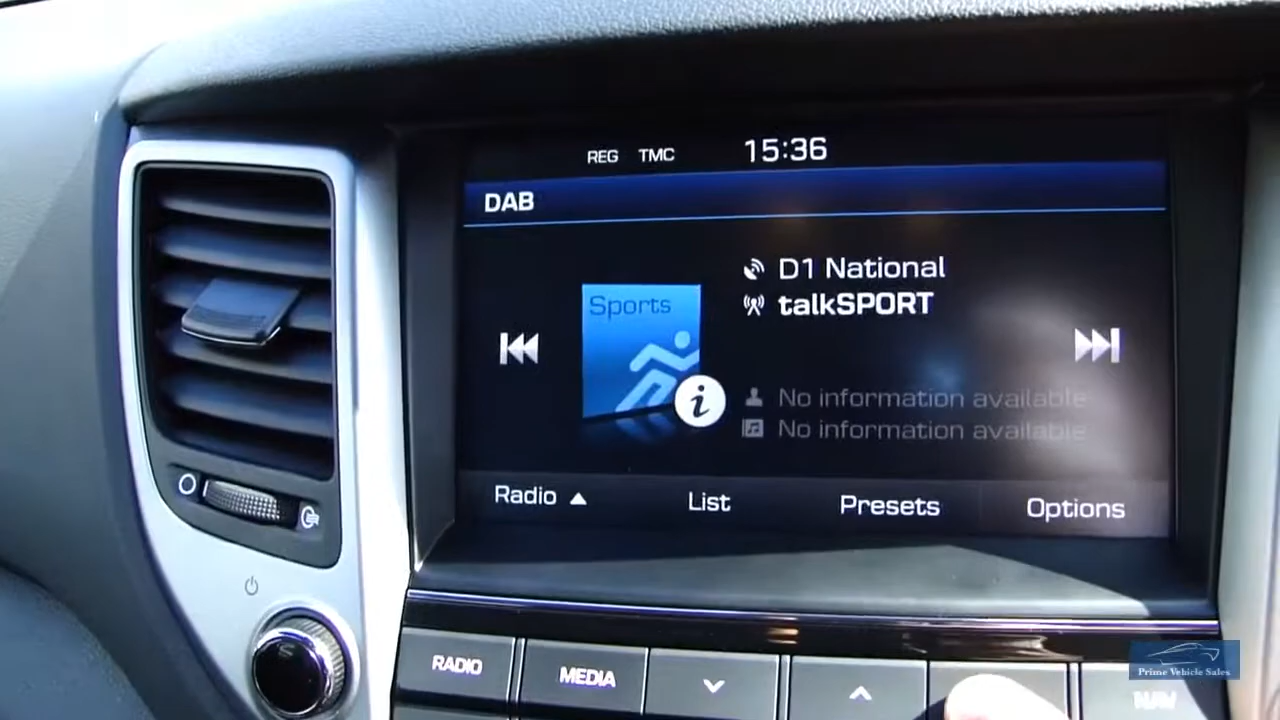 REG TMC 15:36
DAB
D1 National
talkSPORT
Sports
i
No information available
No information available
Radio
List
Presets
Options
RADIO
MEDIA
NAV
Prime Vehicle Sales